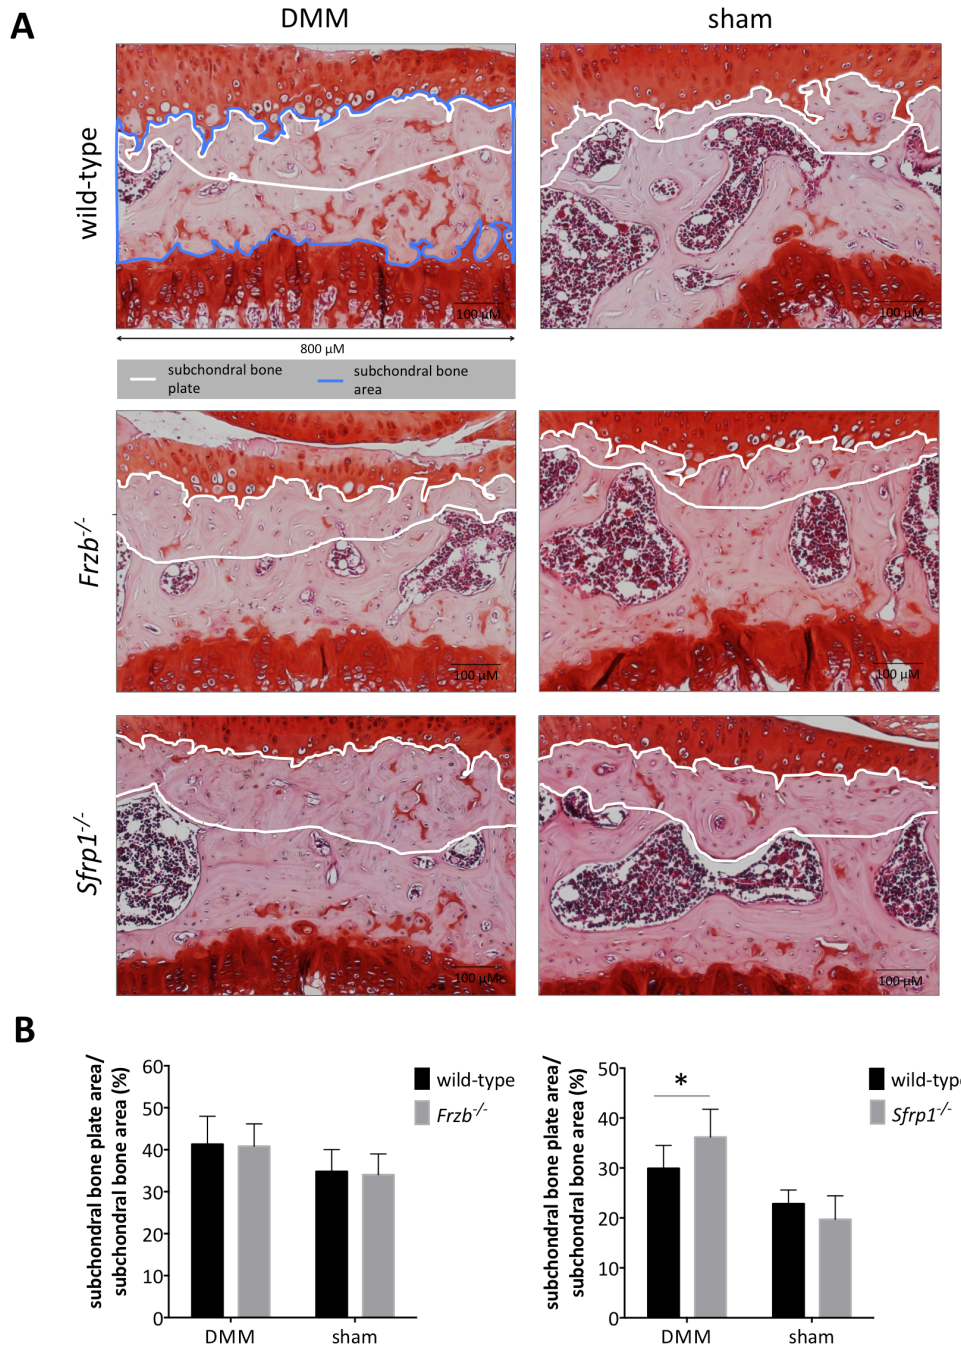 A
DMM
sham
wild-type
100 µM
100 µM
800 µM
subchondral bone plate
subchondral bone area
Frzb-/-
100 µM
100 µM
Sfrp1-/-
100 µM
100 µM
B
subchondral bone plate area/
subchondral bone area (%)
60
50
40
30
20
10
0
DMM
sham
wild-type
Frzb-/-
subchondral bone plate area/
subchondral bone area (%)
50
40
30
20
10
0
*
DMM
sham
wild-type
Sfrp1-/-